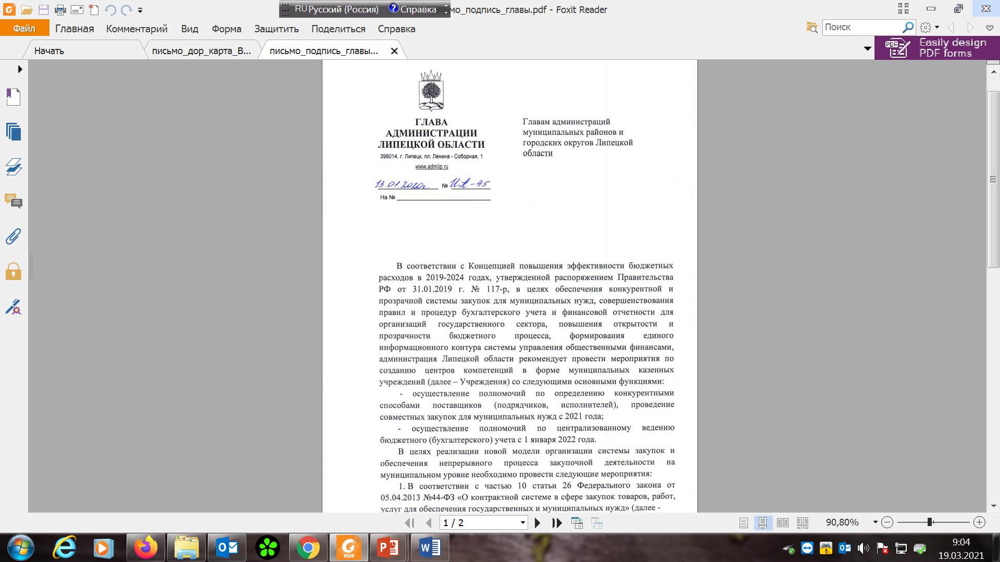 RU Русский (Россия) Справка мо_подпись_главы.pdf - Foxit Reader
Файл Главная Комментарий Вид Форма Защитить Поделиться Справка Поиск
Начать письмо_дор_карта_В... письмо_подпись_главы...
Easily design
PDF forms
ГЛАВА
АДМИНИСТРАЦИИ
ЛИПЕЦКОЙ ОБЛАСТИ
398014, г. Липецк, пл. Ленина - Соборная, 1
www.admlip.ru
13.01.2020г. № ИА-45
На №
Главам администраций
муниципальных районов и
городских округов Липецкой
области
В соответствии с Концепцией повышения эффективности бюджетных
расходов в 2019-2024 годах, утвержденной распоряжением Правительства
РФ от 31.01.2019 г. № 117-р, в целях обеспечения конкурентной и
прозрачной системы закупок для муниципальных нужд, совершенствования
правил и процедур бухгалтерского учета и финансовой отчетности для
организаций государственного сектора, повышения открытости и
прозрачности бюджетного процесса, формирования единого
информационного контура системы управления общественными финансами,
администрация Липецкой области рекомендует провести мероприятия по
созданию центров компетенций в форме муниципальных казенных
учреждений (далее – Учреждения) со следующими основными функциями:
- осуществление полномочий по определению конкурентными
способами поставщиков (подрядчиков, исполнителей), проведение
совместных закупок для муниципальных нужд с 2021 года;
- осуществление полномочий по централизованному ведению
бюджетного (бухгалтерского) учета с 1 января 2022 года.
В целях реализации новой модели организации системы закупок и
обеспечения непрерывного процесса закупочной деятельности на
муниципальном уровне необходимо провести следующие мероприятия:
1. В соответствии с частью 10 статьи 26 Федерального закона от
05.04.2013 №44-ФЗ «О контрактной системе в сфере закупок товаров, работ,
услуг для обеспечения государственных и муниципальных нужд» (далее -
1 / 2 90,80%
9:04
19.03.2021